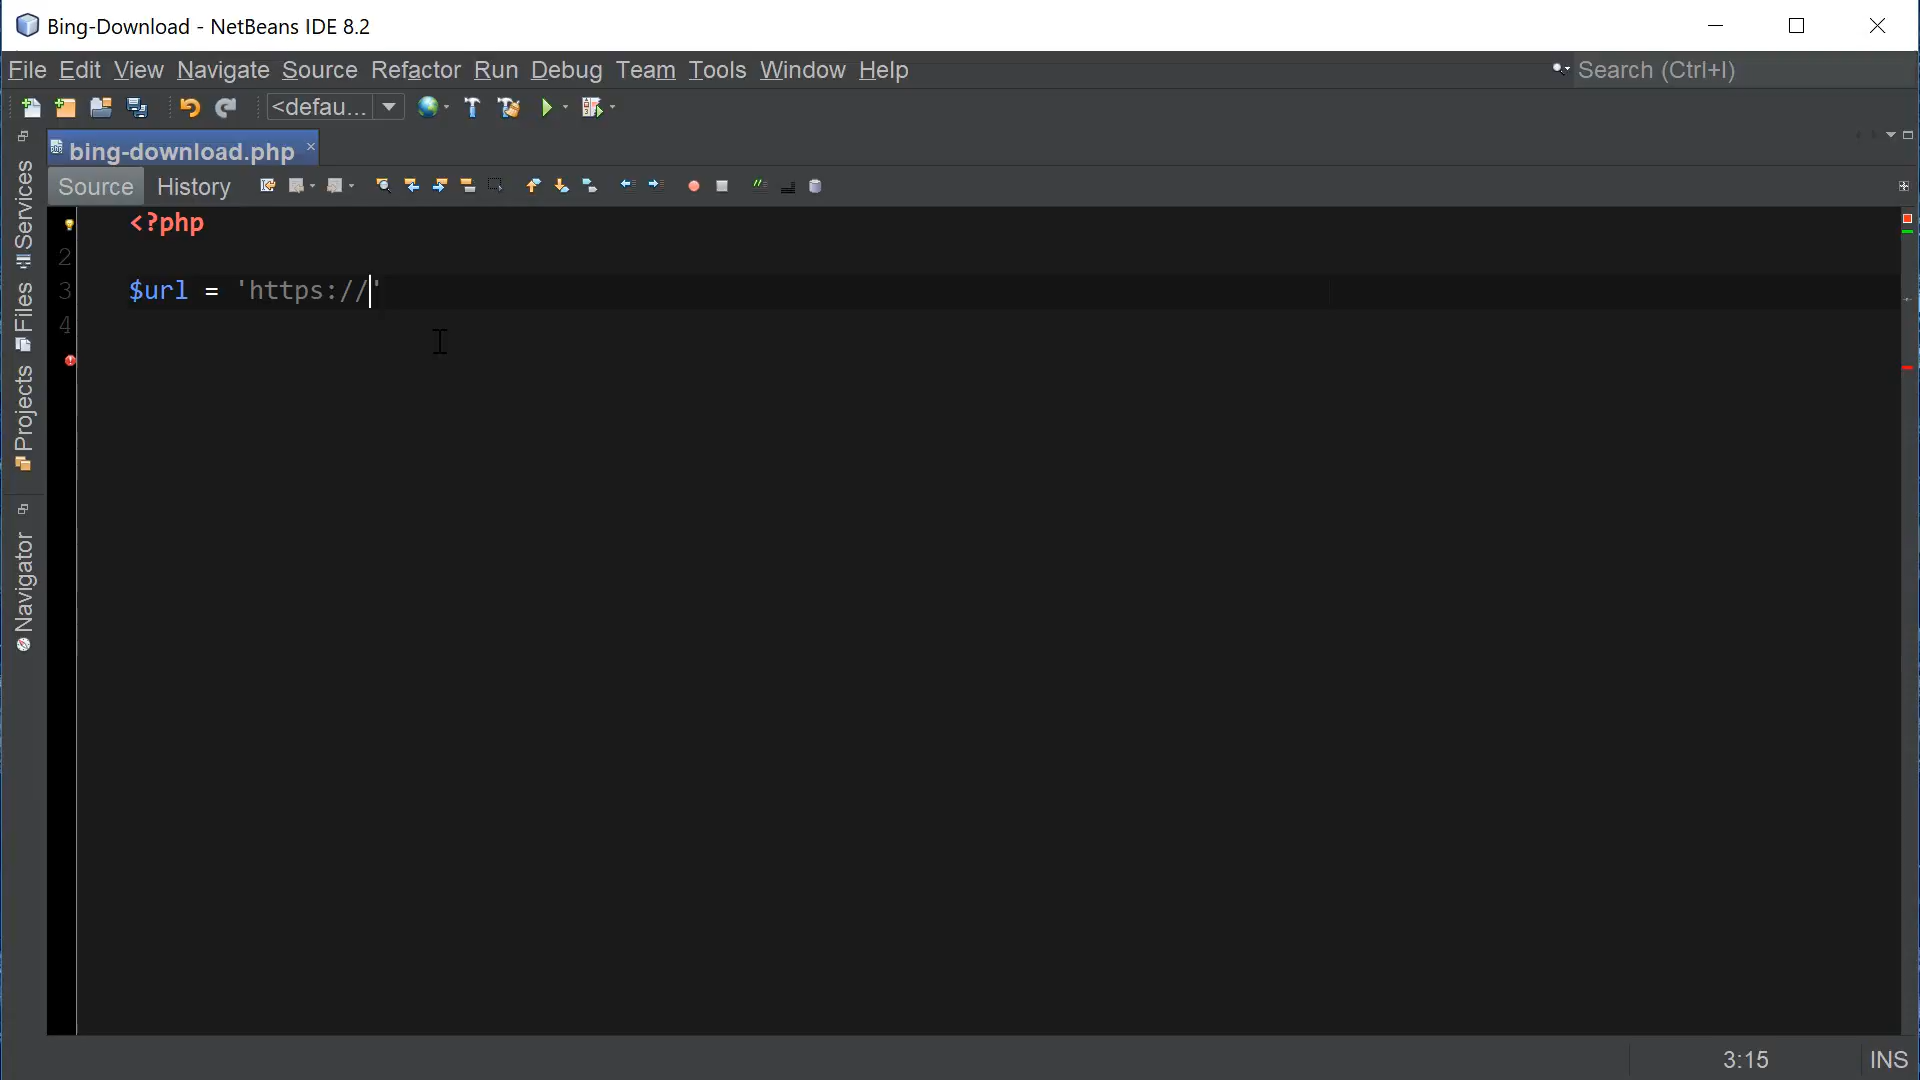 Bing-Download - NetBeans IDE 8.2
File Edit View Navigate Source Refactor Run Debug Team Tools Window Help
Search (Ctrl+I)
<defau...
bing-download.php
Source History
Services
Files
Projects
Navigator
<?php
2
3 $url = 'https://'
4
3:15 INS